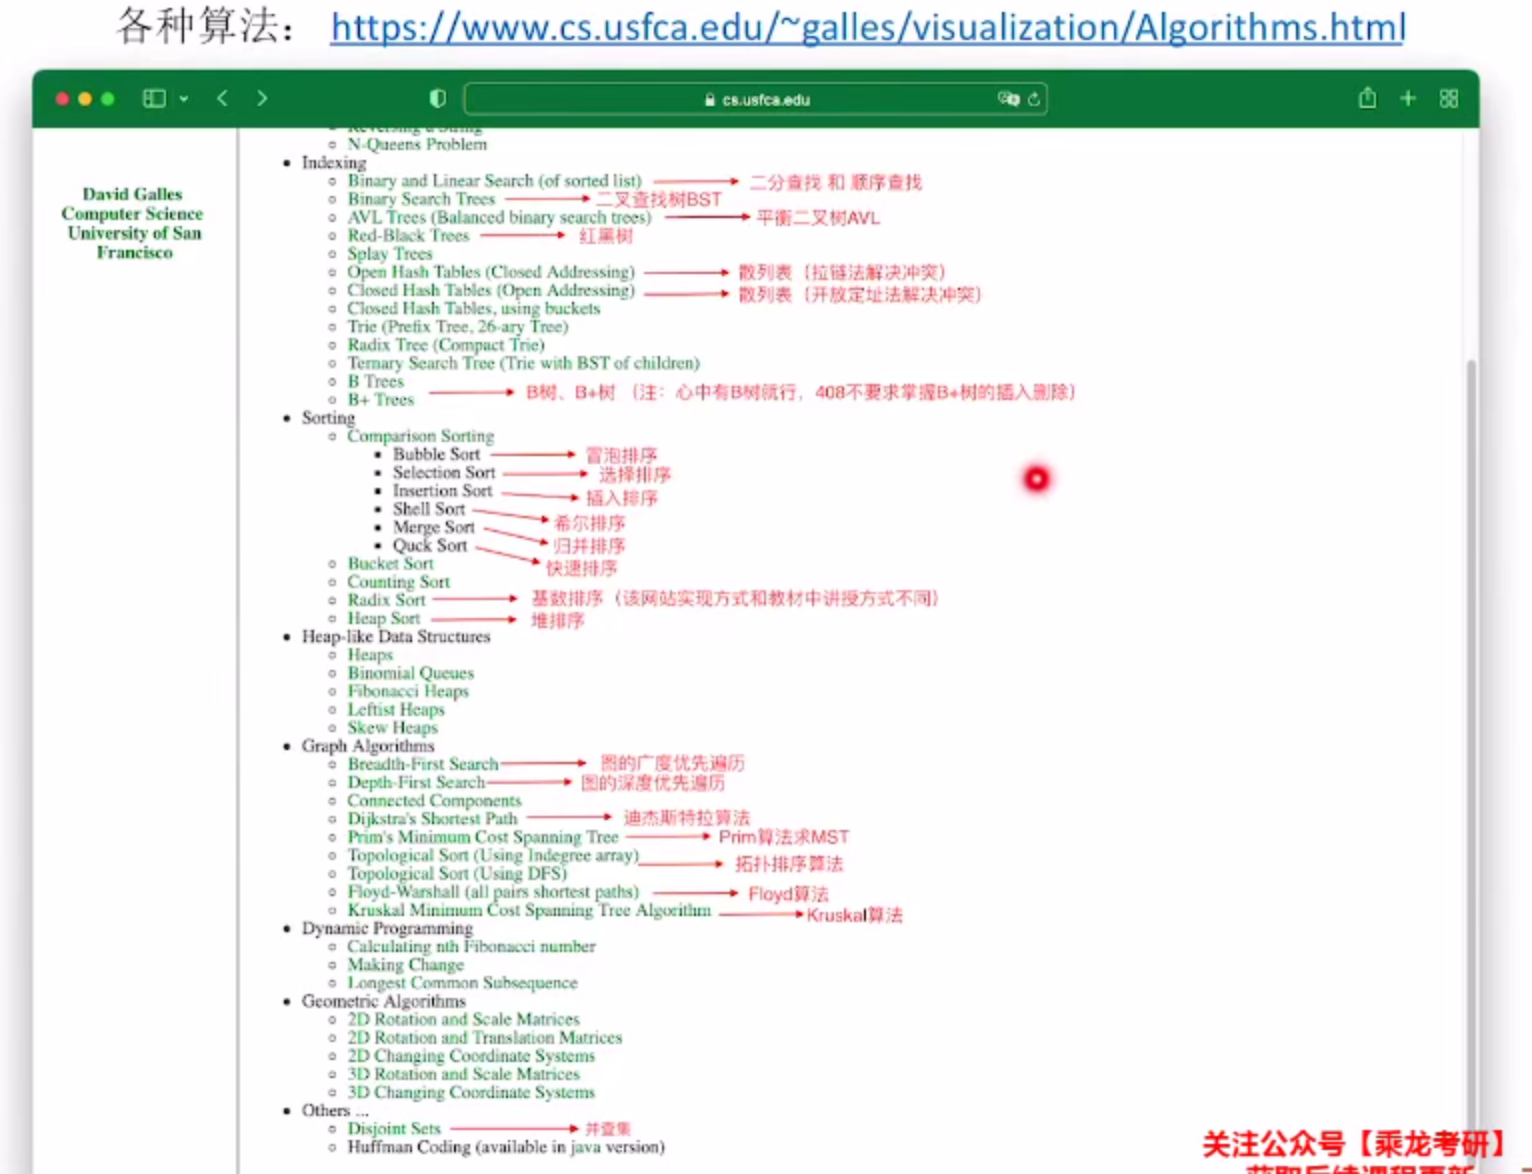 各种算法： https://www.cs.usfca.edu/~galles/visualization/Algorithms.html
cs.usfca.edu
David Galles
Computer Science
University of San
Francisco
Reversing a String
N-Queens Problem
Indexing
Binary and Linear Search (of sorted list) 二分查找 和 顺序查找
Binary Search Trees 二叉查找树BST
AVL Trees (Balanced binary search trees) 平衡二叉树AVL
Red-Black Trees 红黑树
Splay Trees
Open Hash Tables (Closed Addressing) 散列表（拉链法解决冲突）
Closed Hash Tables (Open Addressing) 散列表（开放定址法解决冲突）
Closed Hash Tables, using buckets
Trie (Prefix Tree, 26-ary Tree)
Radix Tree (Compact Trie)
Ternary Search Tree (Trie with BST of children)
B Trees
B+ Trees B树、B+树 （注：心中有B树就行，408不要求掌握B+树的插入删除）
Sorting
Comparison Sorting
Bubble Sort 冒泡排序
Selection Sort 选择排序
Insertion Sort 插入排序
Shell Sort 希尔排序
Merge Sort 归并排序
Quck Sort 快速排序
Bucket Sort
Counting Sort
Radix Sort 基数排序（该网站实现方式和教材中讲授方式不同）
Heap Sort 堆排序
Heap-like Data Structures
Heaps
Binomial Queues
Fibonacci Heaps
Leftist Heaps
Skew Heaps
Graph Algorithms
Breadth-First Search 图的广度优先遍历
Depth-First Search 图的深度优先遍历
Connected Components
Dijkstra's Shortest Path 迪杰斯特拉算法
Prim's Minimum Cost Spanning Tree Prim算法求MST
Topological Sort (Using Indegree array) 拓扑排序算法
Topological Sort (Using DFS)
Floyd-Warshall (all pairs shortest paths) Floyd算法
Kruskal Minimum Cost Spanning Tree Algorithm Kruskal算法
Dynamic Programming
Calculating nth Fibonacci number
Making Change
Longest Common Subsequence
Geometric Algorithms
2D Rotation and Scale Matrices
2D Rotation and Translation Matrices
2D Changing Coordinate Systems
3D Rotation and Scale Matrices
3D Changing Coordinate Systems
Others ...
Disjoint Sets 并查集
Huffman Coding (available in java version)
关注公众号【乘龙考研】